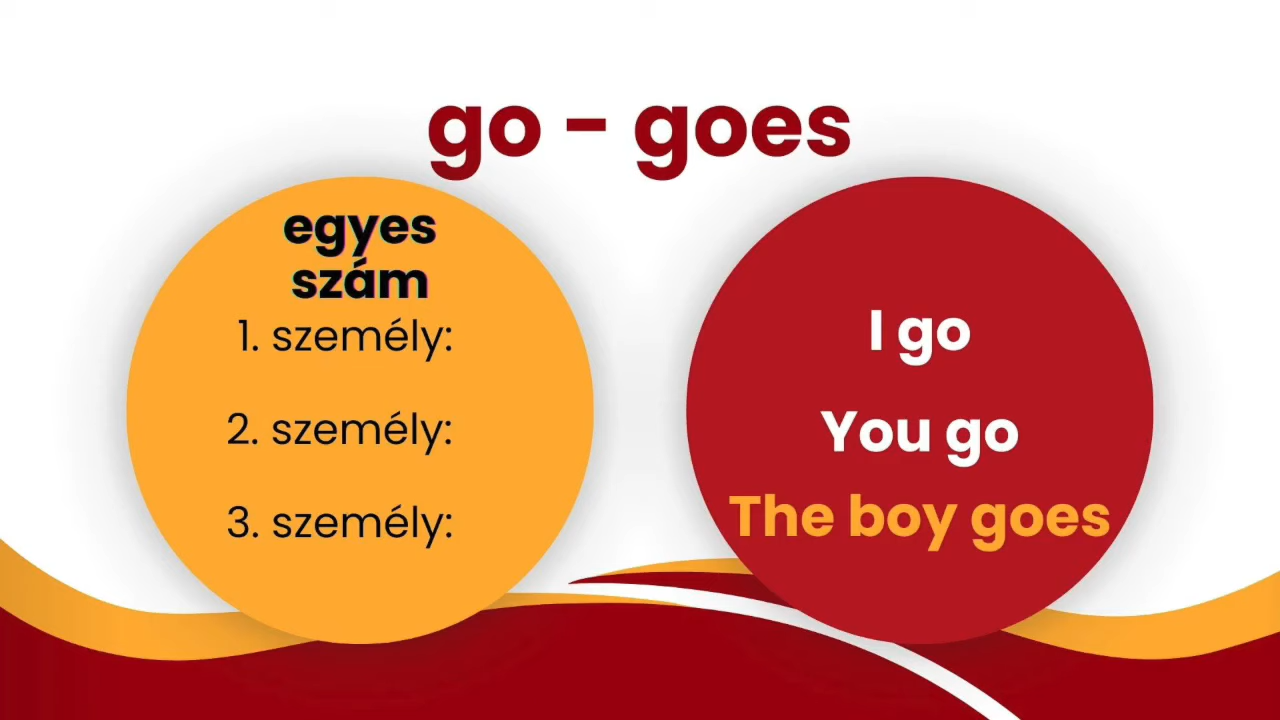 go - goes
egyes
szám
1. személy:
2. személy:
3. személy:
I go
You go
The boy goes